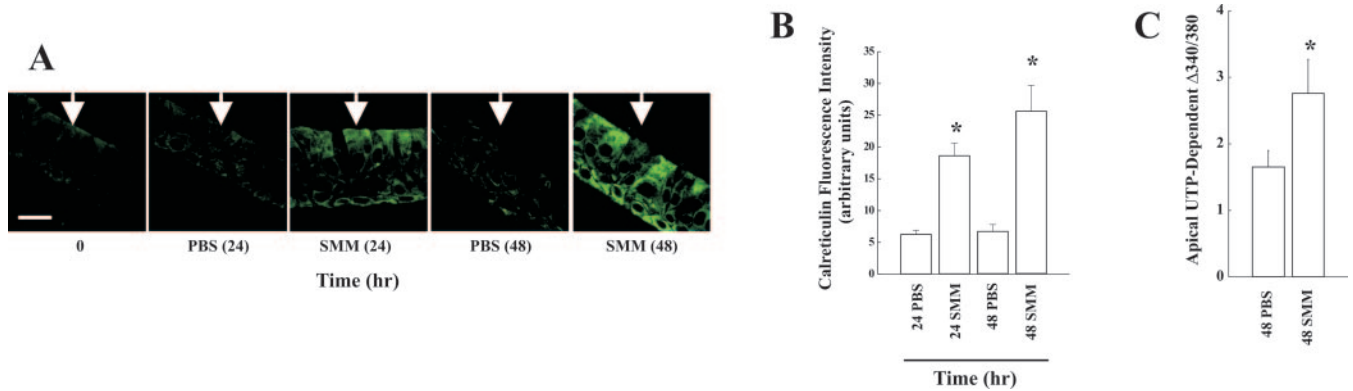 A
0
PBS (24)
SMM (24)
PBS (48)
SMM (48)
Time (hr)
B
Calreticulin Fluorescence Intensity
(arbitrary units)
35
30
25
20
15
10
5
0
*
*
24 PBS
24 SMM
48 PBS
48 SMM
Time (hr)
C
Apical UTP-Dependent Δ340/380
4
3
2
1
0
*
48 PBS
48 SMM